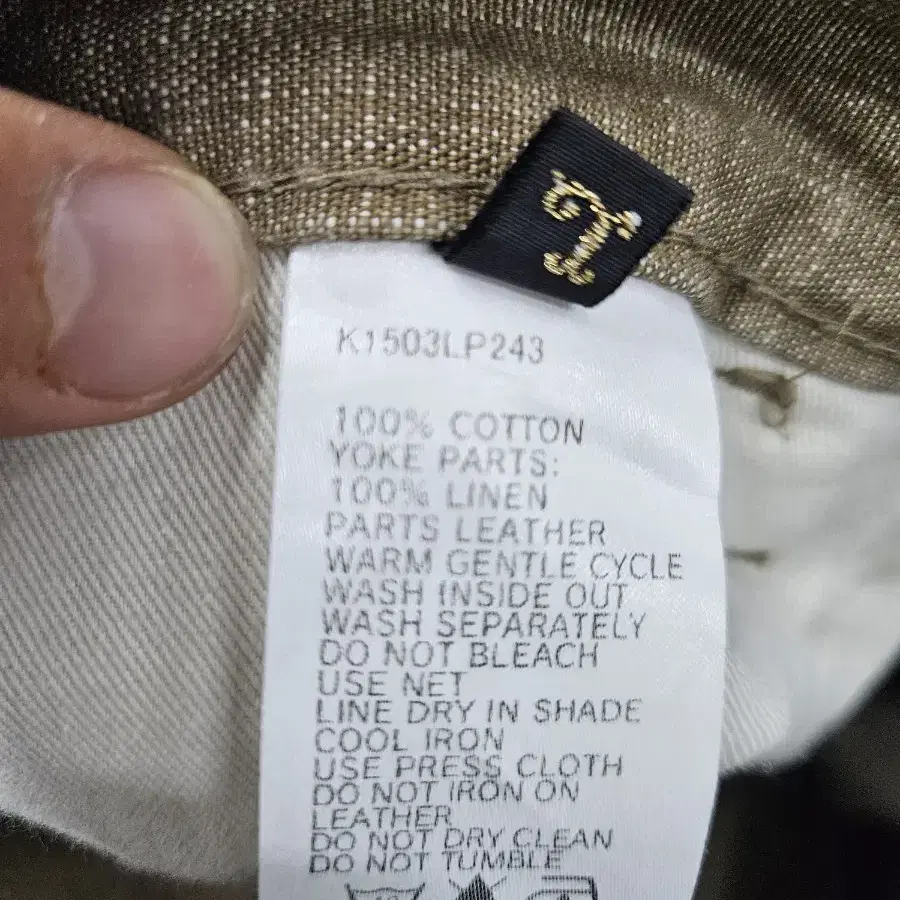 T
K1503LP243
100% COTTON
YOKE PARTS:
100% LINEN
PARTS LEATHER
WARM GENTLE CYCLE
WASH INSIDE OUT
WASH SEPARATELY
DO NOT BLEACH
USE NET
LINE DRY IN SHADE
COOL IRON
USE PRESS CLOTH
DO NOT IRON ON
LEATHER
DO NOT DRY CLEAN
DO NOT TUMBLE